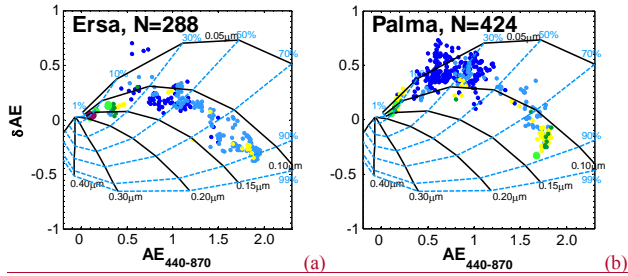 Ersa, N=288
Palma, N=424
1
0.5
0
-0.5
-1
δAE
30%
0.05µm
50%
70%
10%
1%
90%
0.10µm
99%
0.15µm
0.20µm
0.30µm
0.40µm
0
0.5
1.0
1.5
2.0
AE440-870
(a)
1
0.5
0
-0.5
-1
30%
0.05µm
50%
70%
10%
1%
90%
0.10µm
99%
0.15µm
0.20µm
0.30µm
0.40µm
0
0.5
1.0
1.5
2.0
AE440-870
(b)